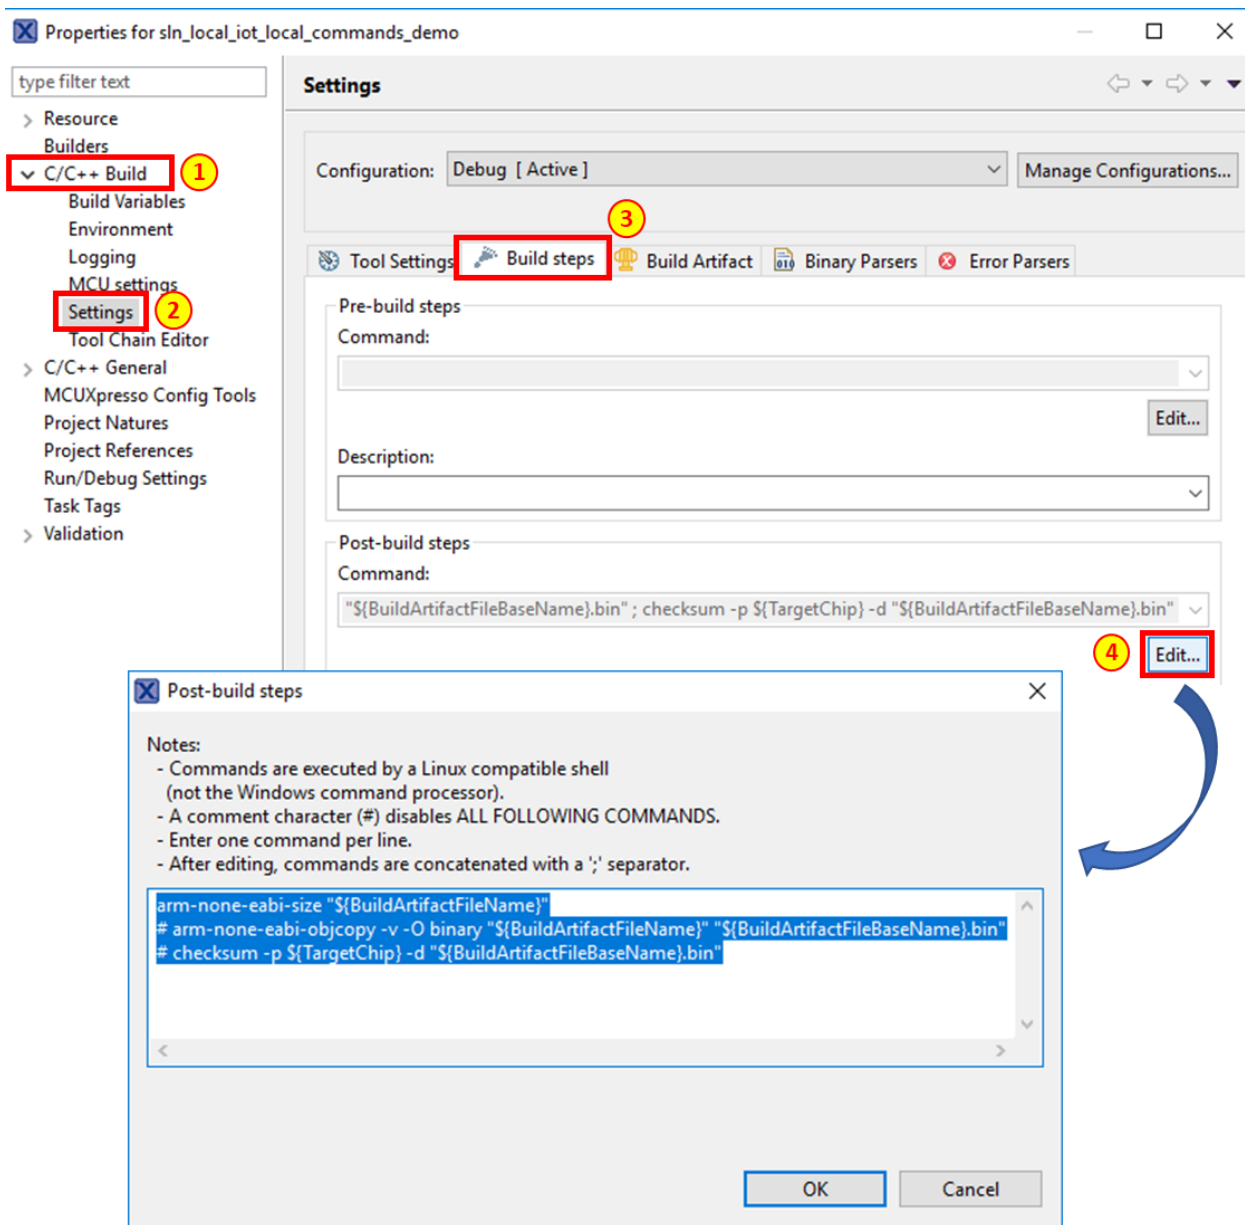 Properties for sln_local_iot_local_commands_demo
type filter text
Settings
Resource
Builders
C/C++ Build
1
Build Variables
Environment
Logging
MCU settings
Settings
2
Tool Chain Editor
C/C++ General
MCUXpresso Config Tools
Project Natures
Project References
Run/Debug Settings
Task Tags
Validation
Configuration: Debug [ Active ] Manage Configurations...
3
Tool Settings Build steps Build Artifact Binary Parsers Error Parsers
Pre-build steps
Command:
Edit...
Description:
Post-build steps
Command:
"${BuildArtifactFileBaseName}.bin" ; checksum -p ${TargetChip} -d "${BuildArtifactFileBaseName}.bin"
4 Edit...
Post-build steps
Notes:
- Commands are executed by a Linux compatible shell
(not the Windows command processor).
- A comment character (#) disables ALL FOLLOWING COMMANDS.
- Enter one command per line.
- After editing, commands are concatenated with a ';' separator.
arm-none-eabi-size "${BuildArtifactFileName}"
# arm-none-eabi-objcopy -v -O binary "${BuildArtifactFileName}" "${BuildArtifactFileBaseName}.bin"
# checksum -p ${TargetChip} -d "${BuildArtifactFileBaseName}.bin"
OK Cancel